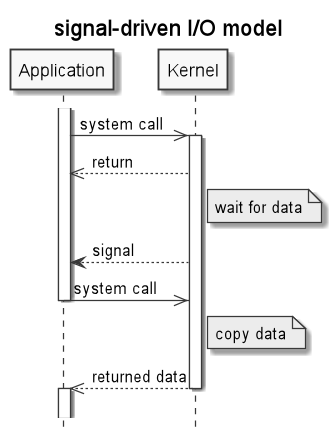 signal-driven I/O model
Application
Kernel
system call
return
wait for data
signal
system call
copy data
returned data